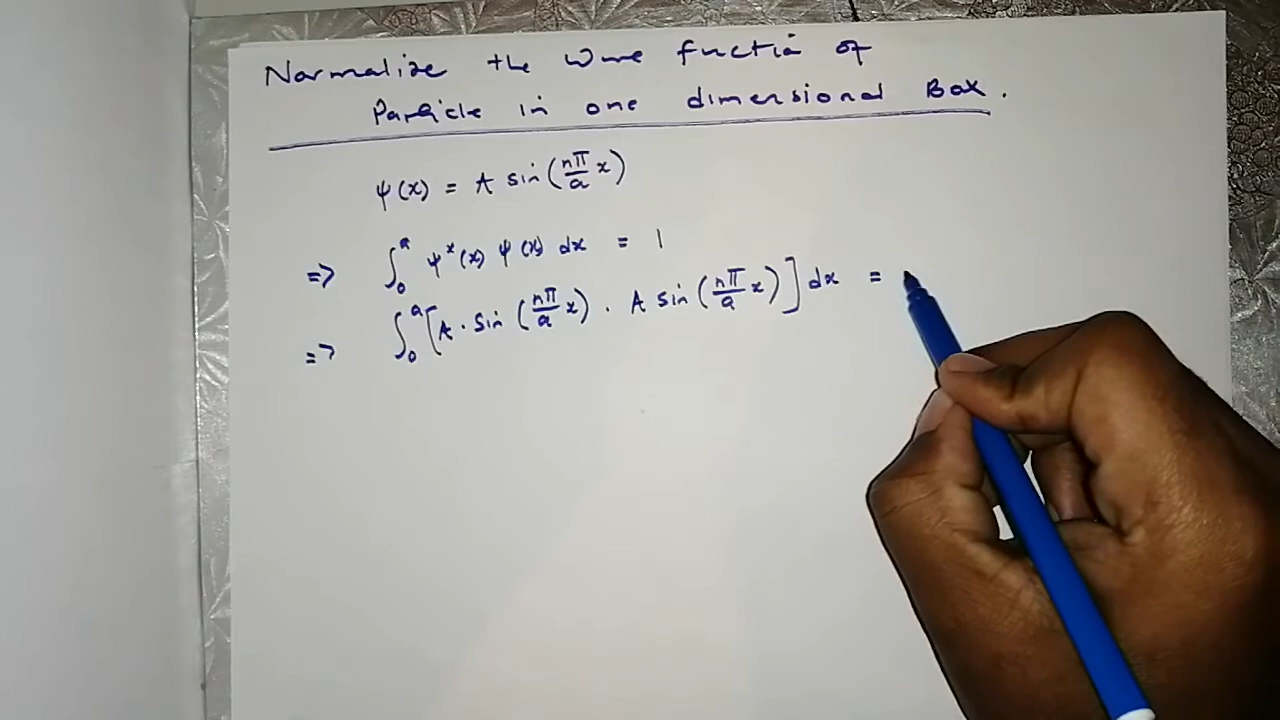 Normalize the Wave function of
Particle in one dimensional Box.
ψ(x) = A sin(nπ/a x)
=> ∫₀ᵃ ψ*(x) ψ(x) dx = 1
=> ∫₀ᵃ [A · sin(nπ/a x) · A sin(nπ/a x)] dx =